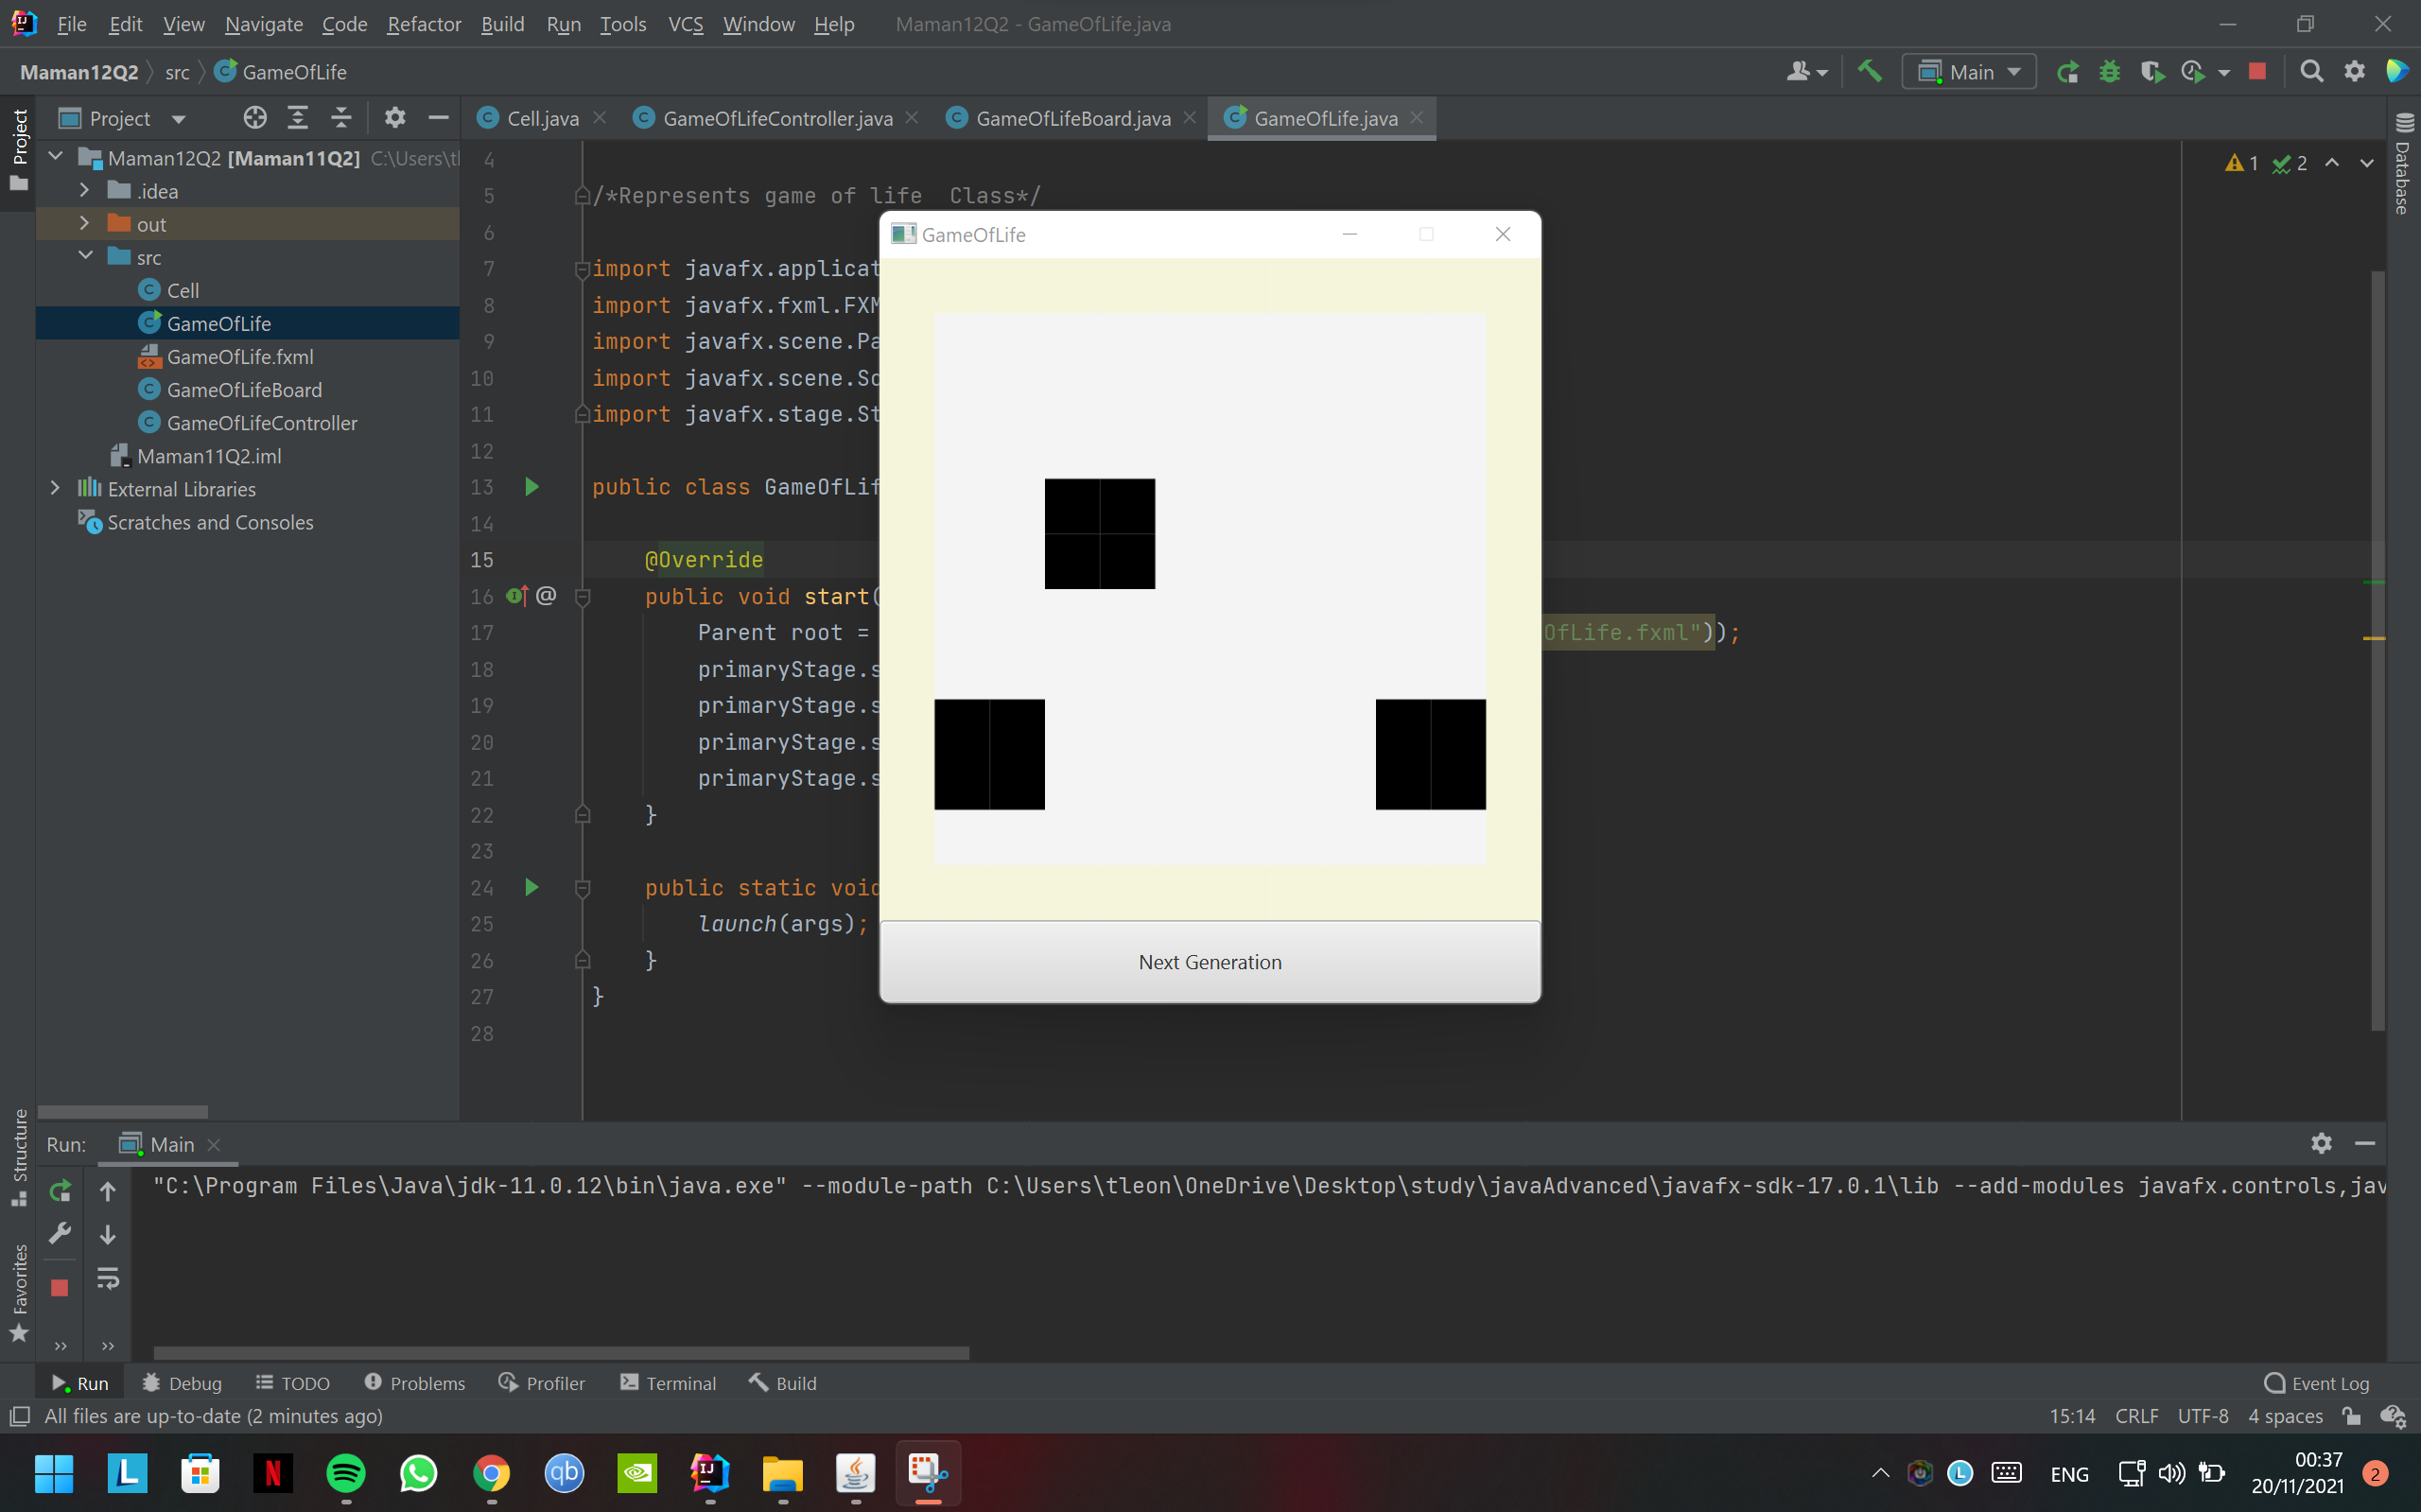 File Edit View Navigate Code Refactor Build Run Tools VCS Window Help Maman12Q2 - GameOfLife.java
Maman12Q2 src GameOfLife Main
Project Cell.java GameOfLifeController.java GameOfLifeBoard.java GameOfLife.java
Project
Database
Maman12Q2 [Maman11Q2] C:\Users\tl
.idea
out
src
Cell
GameOfLife
GameOfLife.fxml
GameOfLifeBoard
GameOfLifeController
Maman11Q2.iml
External Libraries
Scratches and Consoles
1 2
4
5 /*Represents game of life  Class*/
6
7 import javafx.applicat
8 import javafx.fxml.FXM
9 import javafx.scene.Pa
10 import javafx.scene.Sc
11 import javafx.stage.St
12
13 public class GameOfLif
14
15 @Override
16 @ public void start(
17 Parent root = OfLife.fxml"));
18 primaryStage.s
19 primaryStage.s
20 primaryStage.s
21 primaryStage.s
22 }
23
24 public static void
25 launch(args);
26 }
27 }
28
GameOfLife
Next Generation
Structure
Favorites
Run: Main
"C:\Program Files\Java\jdk-11.0.12\bin\java.exe" --module-path C:\Users\tleon\OneDrive\Desktop\study\javaAdvanced\javafx-sdk-17.0.1\lib --add-modules javafx.controls,jav
Run Debug TODO Problems Profiler Terminal Build Event Log
All files are up-to-date (2 minutes ago) 15:14 CRLF UTF-8 4 spaces
ENG 00:37
20/11/2021 2